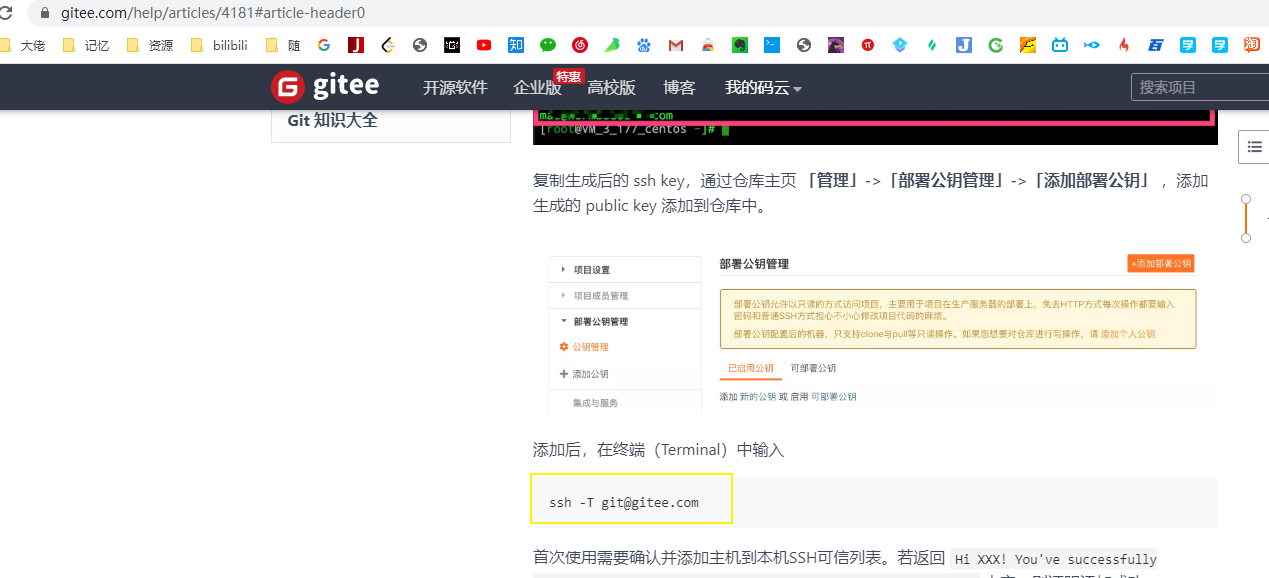 gitee.com/help/articles/4181#article-header0
大佬 记忆 资源 bilibili 随
gitee 开源软件 企业版 特惠 高校版 博客 我的码云 搜索项目
Git 知识大全
[root@VM_3_177_centos ~]#
复制生成后的 ssh key，通过仓库主页 「管理」->「部署公钥管理」->「添加部署公钥」 ，添加
生成的 public key 添加到仓库中。
项目设置
项目成员管理
部署公钥管理
公钥管理
添加公钥
集成与服务
部署公钥管理
+添加部署公钥
部署公钥允许以只读的方式访问项目，主要用于项目在生产服务器的部署上，免去HTTP方式每次操作都要输入
密码和普通SSH方式担心不小心修改项目代码的麻烦。
部署公钥配置后的机器，只支持clone与pull等只读操作。如果您想要对仓库进行写操作，请 添加个人公钥
已启用公钥 可部署公钥
添加 新的公钥 或 启用 可部署公钥
添加后，在终端（Terminal）中输入
ssh -T git@gitee.com
首次使用需要确认并添加主机到本机SSH可信列表。若返回 Hi XXX! You've successfully